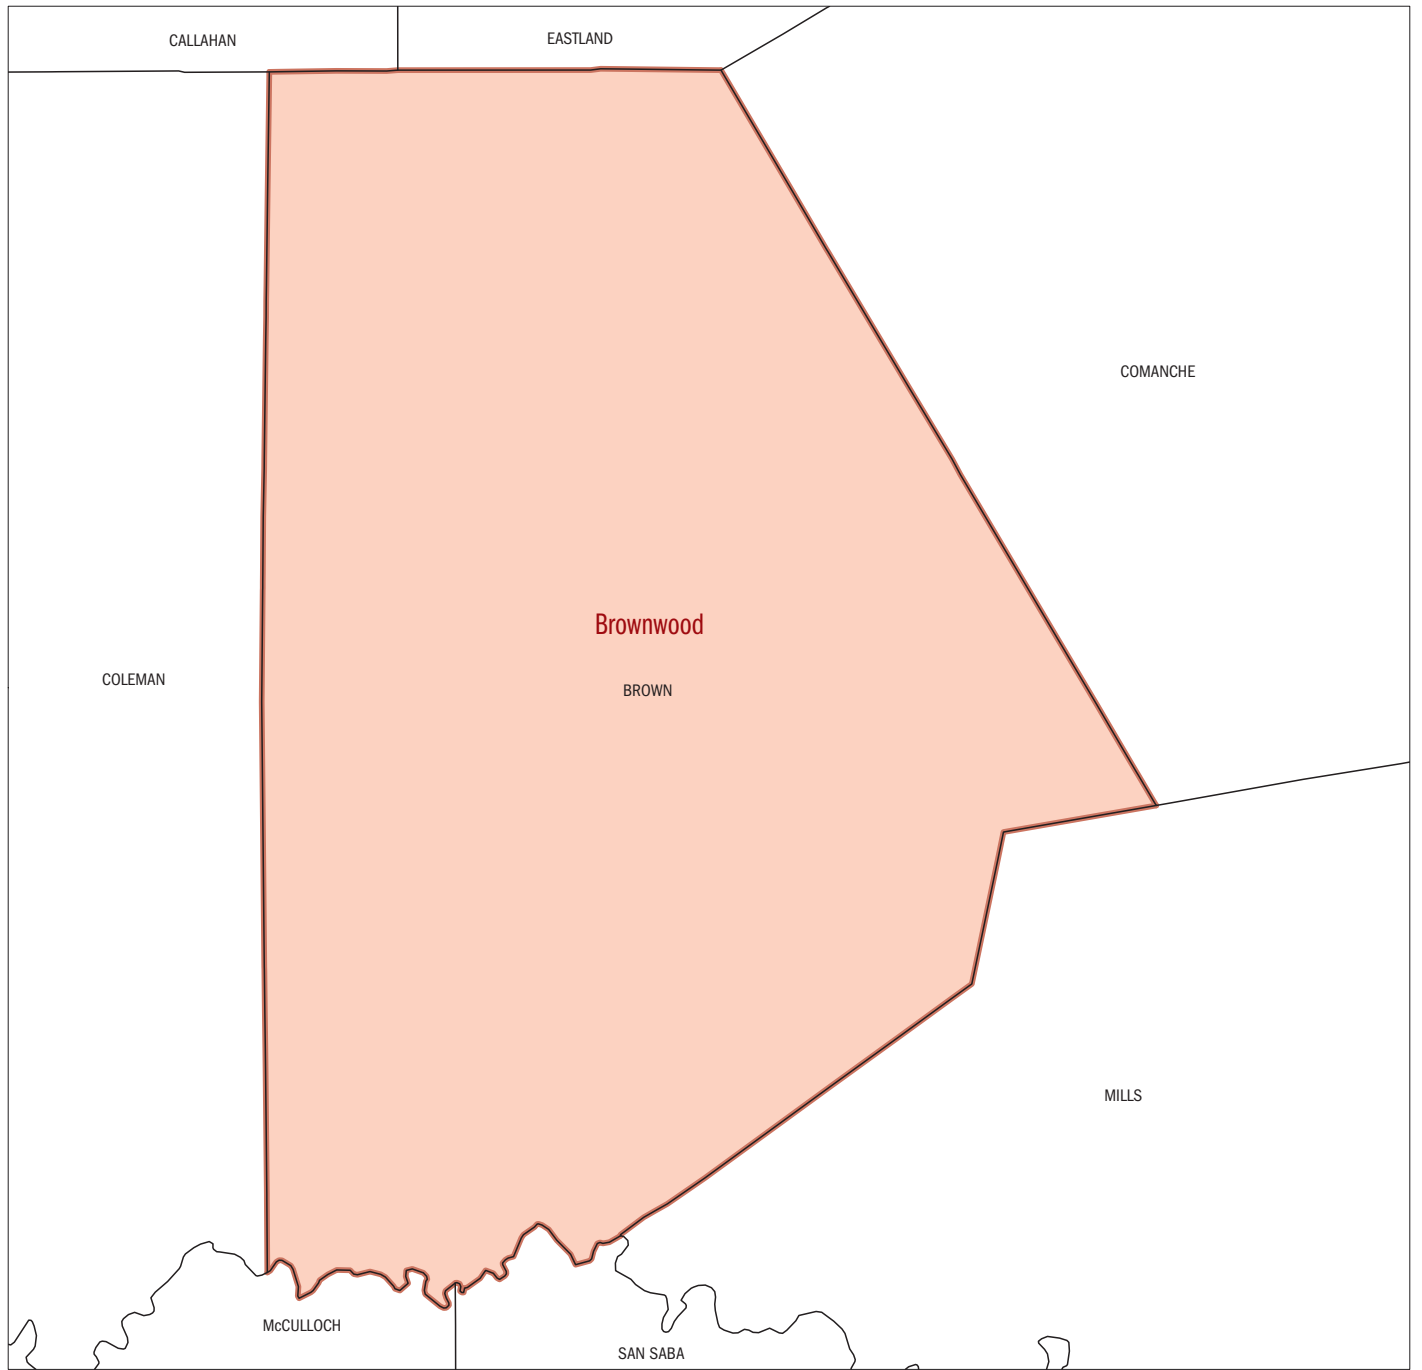 CALLAHAN
EASTLAND
COMANCHE
Brownwood
COLEMAN
BROWN
MILLS
McCULLOCH
SAN SABA